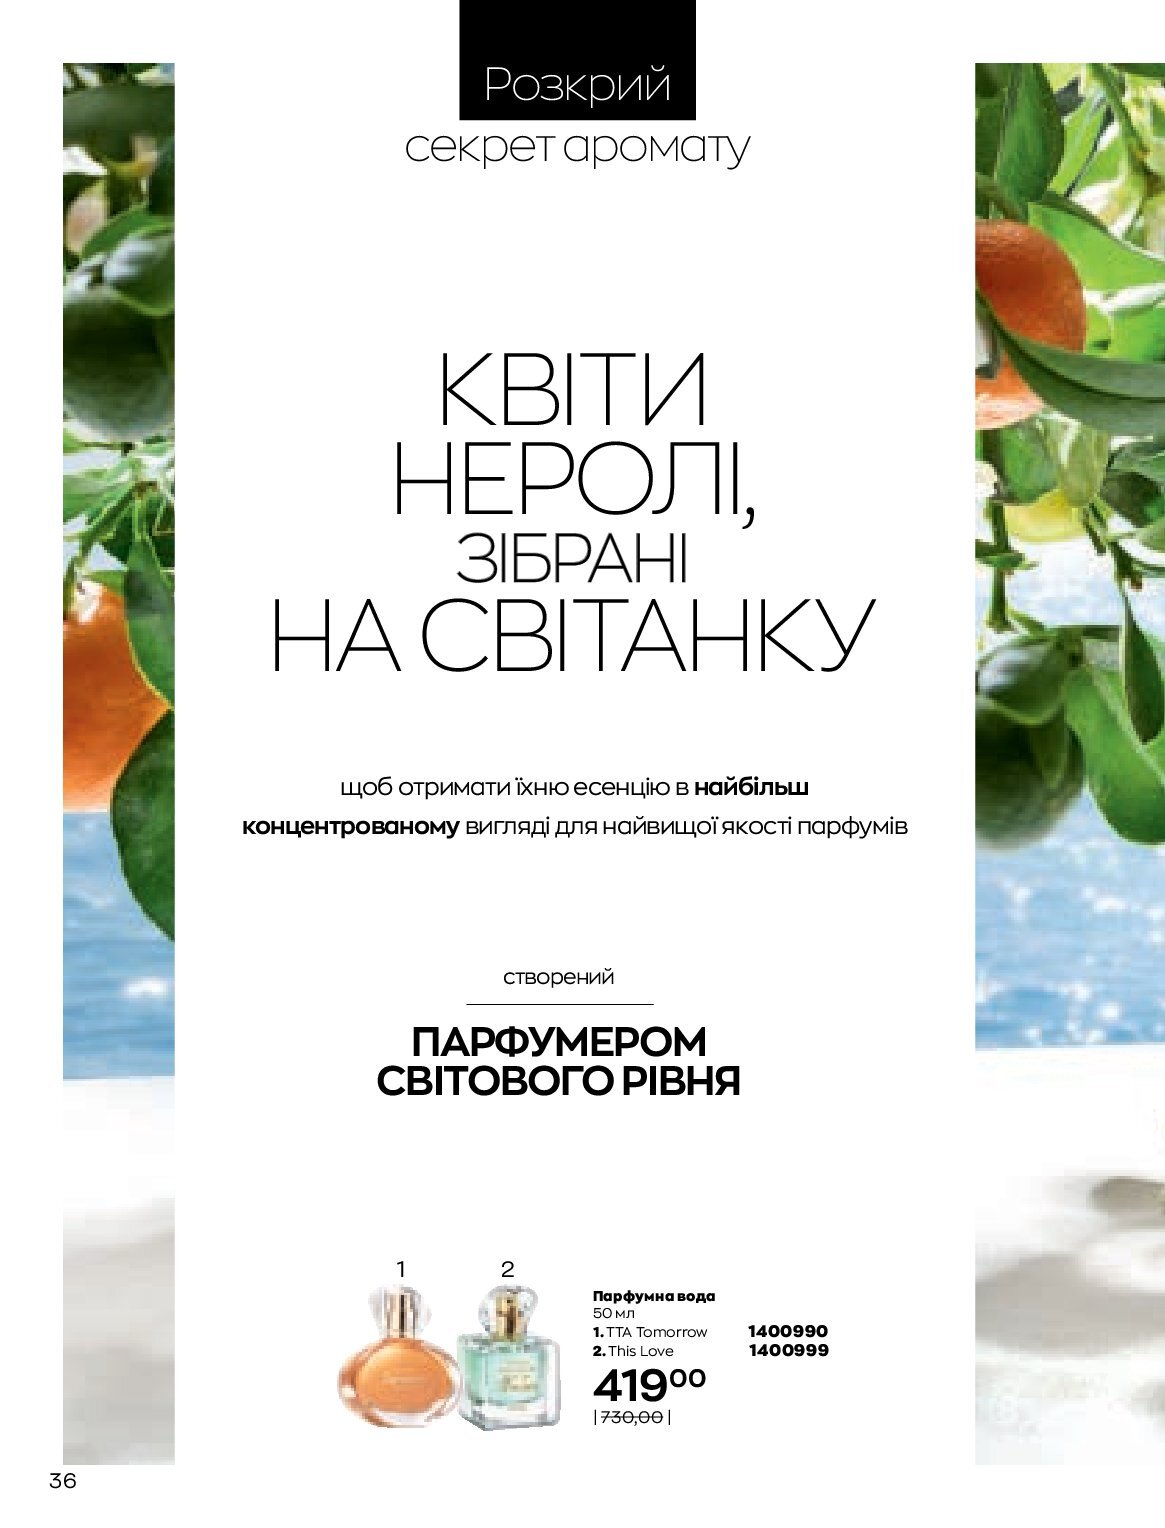 Розкрий
секрет аромату
КВІТИ
НЕРОЛІ,
ЗІБРАНІ
НА СВІТАНКУ
щоб отримати їхню есенцію в найбільш
концентрованому вигляді для найвищої якості парфумів
створений
ПАРФУМЕРОМ
СВІТОВОГО РІВНЯ
1 2
Парфумна вода
50 мл
1. TTA Tomorrow 1400990
2. This Love 1400999
419⁰⁰
| 730,00 |
36